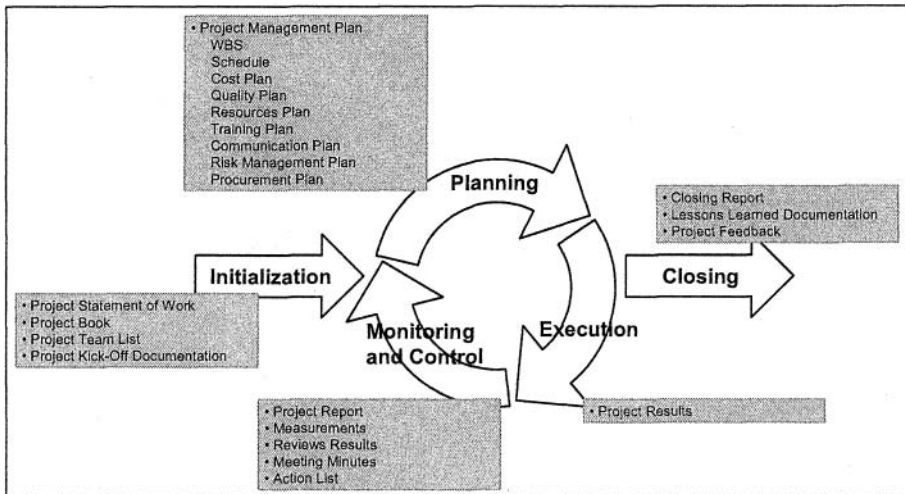 • Project Management Plan
WBS
Schedule
Cost Plan
Quality Plan
Resources Plan
Training Plan
Communication Plan
Risk Management Plan
Procurement Plan
Planning
• Closing Report
• Lessons Learned Documentation
• Project Feedback
Initialization
Closing
• Project Statement of Work
• Project Book
• Project Team List
• Project Kick-Off Documentation
Monitoring
and Control
Execution
• Project Report
• Measurements
• Reviews Results
• Meeting Minutes
• Action List
• Project Results